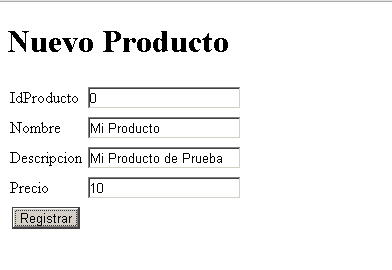 Nuevo Producto
IdProducto 0
Nombre Mi Producto
Descripcion Mi Producto de Prueba
Precio 10
Registrar